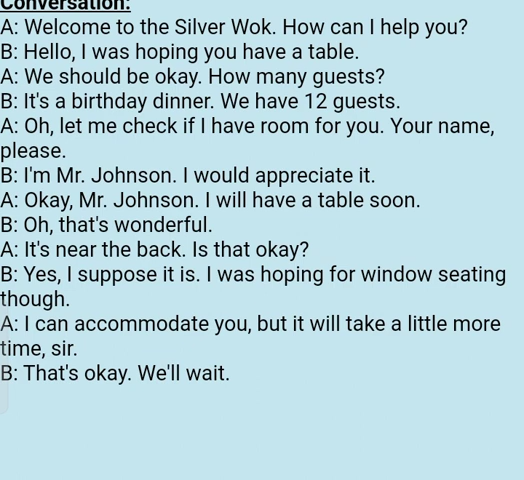 Conversation:
A: Welcome to the Silver Wok. How can I help you?
B: Hello, I was hoping you have a table.
A: We should be okay. How many guests?
B: It's a birthday dinner. We have 12 guests.
A: Oh, let me check if I have room for you. Your name,
please.
B: I'm Mr. Johnson. I would appreciate it.
A: Okay, Mr. Johnson. I will have a table soon.
B: Oh, that's wonderful.
A: It's near the back. Is that okay?
B: Yes, I suppose it is. I was hoping for window seating
though.
A: I can accommodate you, but it will take a little more
time, sir.
B: That's okay. We'll wait.